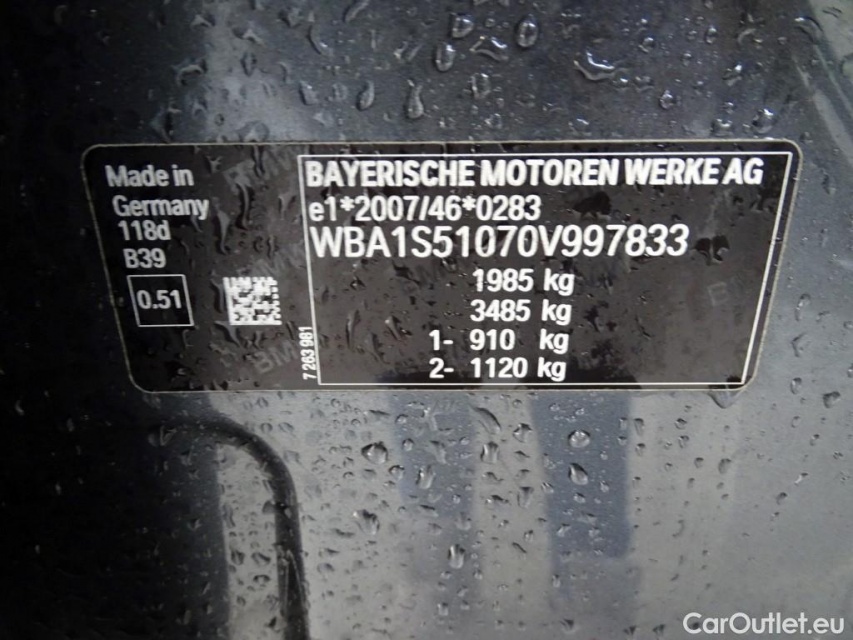 Made in
Germany
118d
B39
0.51
7 263 981
BAYERISCHE MOTOREN WERKE AG
e1*2007/46*0283
WBA1S51070V997833
1985 kg
3485 kg
1- 910 kg
2- 1120 kg
CarOutlet.eu